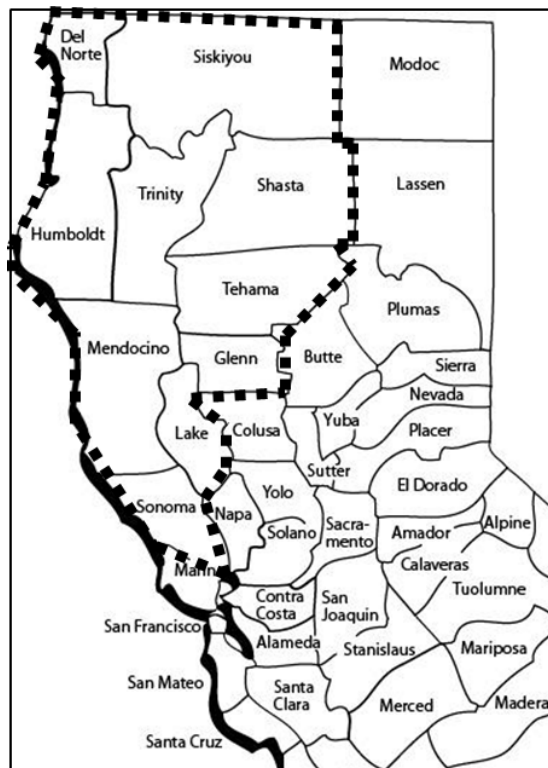 Del
Norte
Siskiyou
Modoc
Trinity
Shasta
Lassen
Humboldt
Tehama
Plumas
Mendocino
Glenn
Butte
Sierra
Nevada
Yuba
Placer
Lake
Colusa
Sutter
El Dorado
Sonoma
Napa
Yolo
Solano
Sacra-
mento
Amador
Alpine
Calaveras
Marin
Contra
Costa
San
Joaquin
Tuolumne
San Francisco
Alameda
Stanislaus
Mariposa
San Mateo
Santa
Clara
Merced
Madera
Santa Cruz